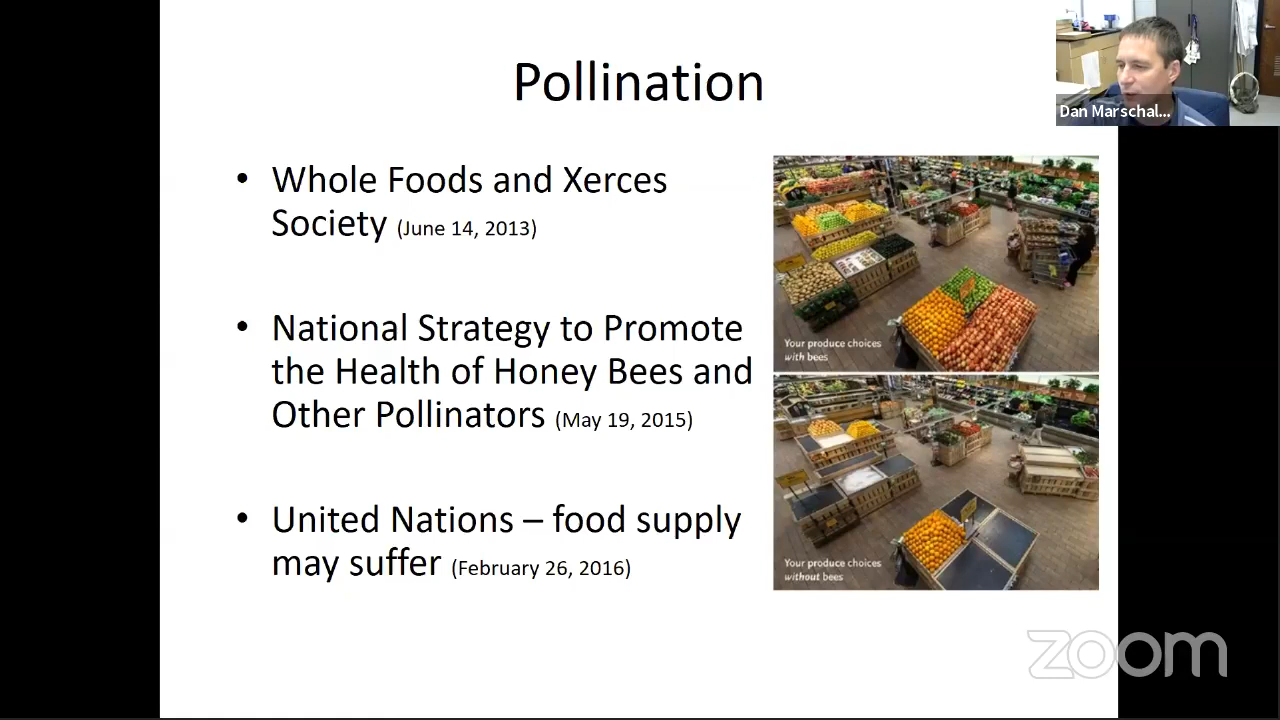 Pollination
Dan Marschal...
• Whole Foods and Xerces
Society (June 14, 2013)
• National Strategy to Promote
the Health of Honey Bees and
Other Pollinators (May 19, 2015)
• United Nations – food supply
may suffer (February 26, 2016)
Your produce choices
with bees
Your produce choices
without bees
zoom